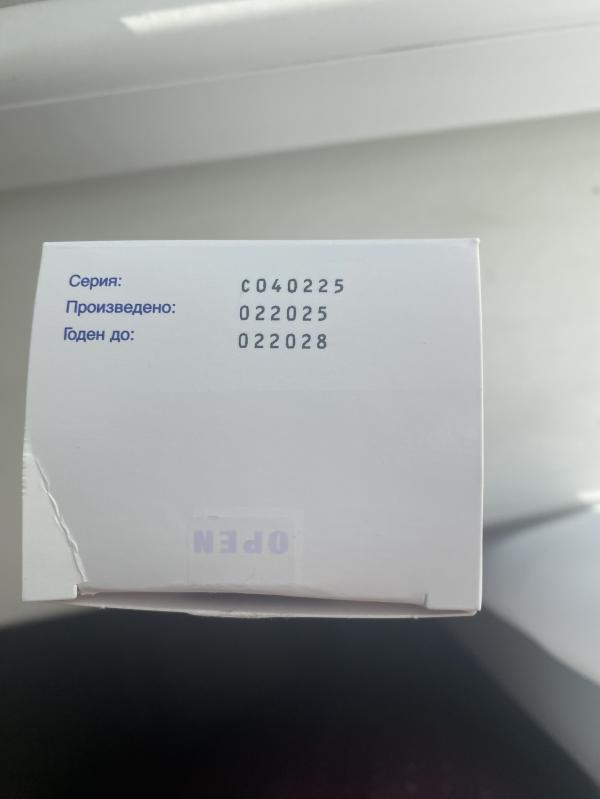 Серия: C040225
Произведено: 022025
Годен до: 022028
OPEN